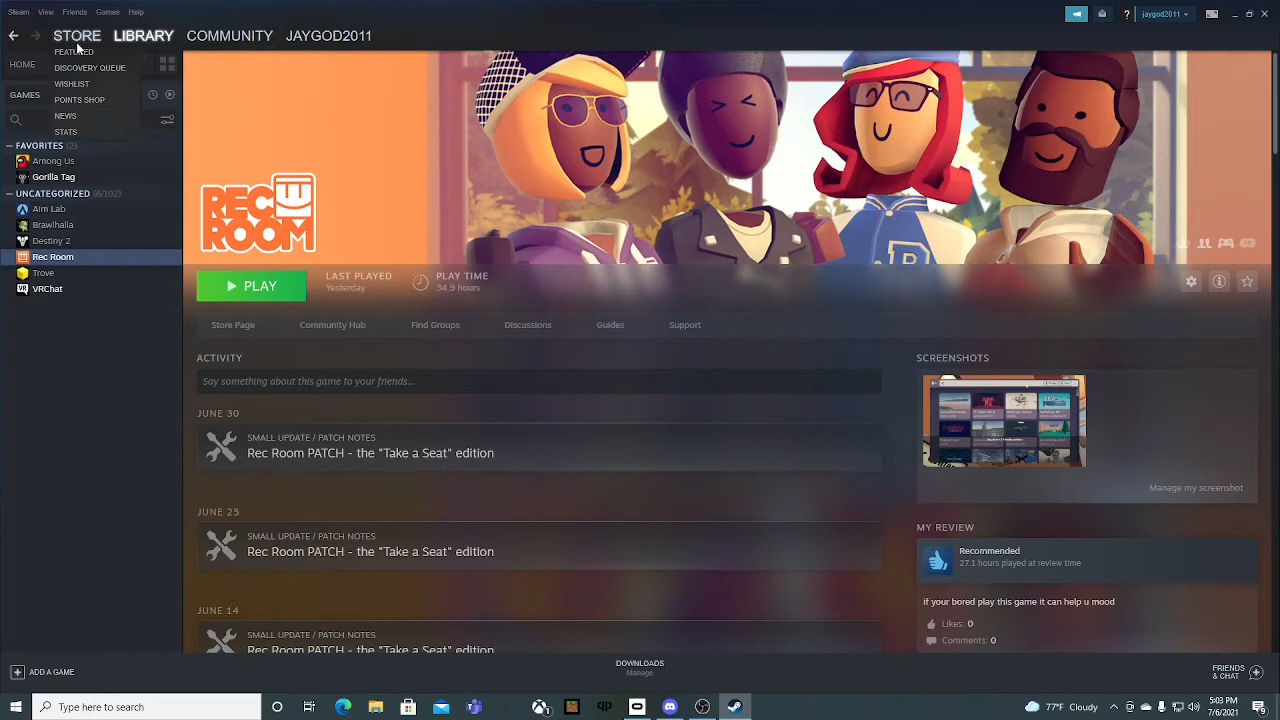 Steam View Friends Games Help
jaygod2011
STORE LIBRARY COMMUNITY JAYGOD2011
FEATURED
HOME
DISCOVERY QUEUE
WISHLIST
GAMES
POINTS SHOP
NEWS
STATS
FAVORITES (2)
Among Us
Gorilla Tag
UNCATEGORIZED (6/102)
Aim Lab
Brawlhalla
Destiny 2
Rec Room
Trove
VRChat
REC ROOM
PLAY
LAST PLAYED
Yesterday
PLAY TIME
34.9 hours
Store Page Community Hub Find Groups Discussions Guides Support
ACTIVITY
Say something about this game to your friends...
JUNE 30
SMALL UPDATE / PATCH NOTES
Rec Room PATCH - the "Take a Seat" edition
JUNE 25
SMALL UPDATE / PATCH NOTES
Rec Room PATCH - the "Take a Seat" edition
JUNE 14
SMALL UPDATE / PATCH NOTES
SCREENSHOTS
Manage my screenshot
MY REVIEW
Recommended
27.1 hours played at review time
if your bored play this game it can help u mood
Likes: 0
Comments: 0
ADD A GAME
DOWNLOADS
Manage
FRIENDS
& CHAT
Type here to search
qp
77°F Cloudy
5:03 PM
7/6/2021